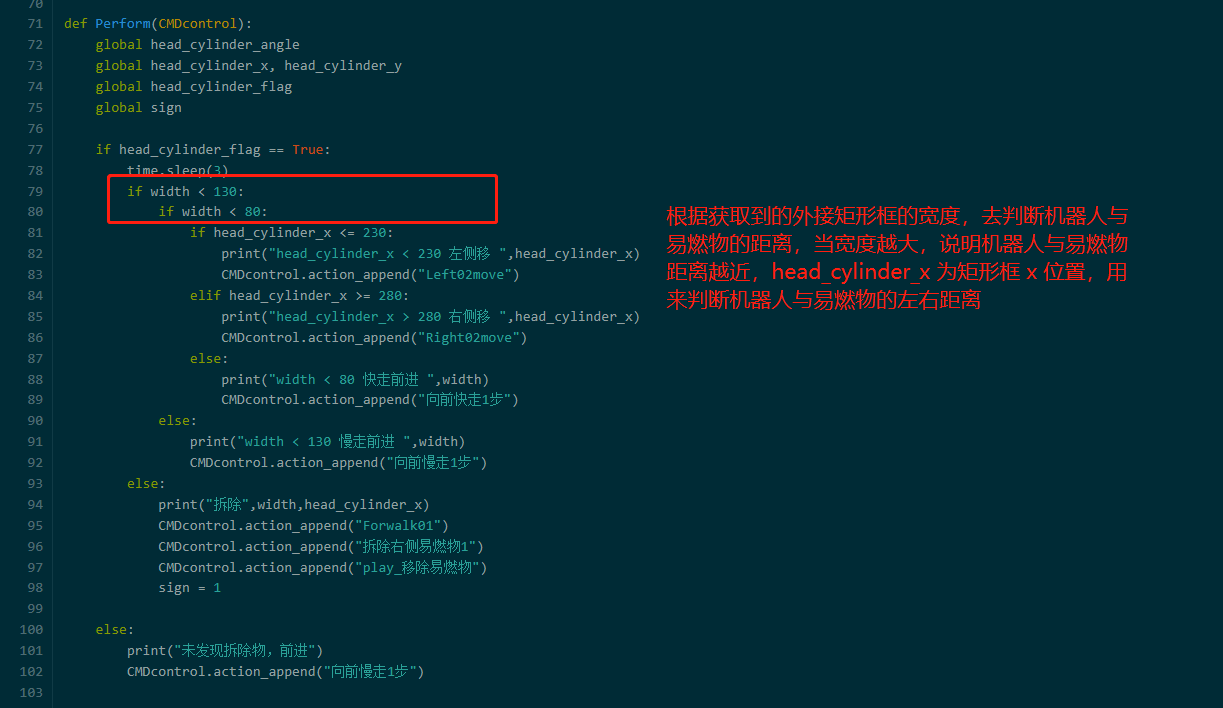 70
71 def Perform(CMDcontrol):
72 global head_cylinder_angle
73 global head_cylinder_x, head_cylinder_y
74 global head_cylinder_flag
75 global sign
76
77 if head_cylinder_flag == True:
78 time.sleep(3)
79 if width < 130:
80 if width < 80:
81 if head_cylinder_x <= 230:
82 print("head_cylinder_x < 230 左侧移 ",head_cylinder_x)
83 CMDcontrol.action_append("Left02move")
84 elif head_cylinder_x >= 280:
85 print("head_cylinder_x > 280 右侧移 ",head_cylinder_x)
86 CMDcontrol.action_append("Right02move")
87 else:
88 print("width < 80 快走前进 ",width)
89 CMDcontrol.action_append("向前快走1步")
90 else:
91 print("width < 130 慢走前进 ",width)
92 CMDcontrol.action_append("向前慢走1步")
93 else:
94 print("拆除",width,head_cylinder_x)
95 CMDcontrol.action_append("Forwalk01")
96 CMDcontrol.action_append("拆除右侧易燃物1")
97 CMDcontrol.action_append("play_移除易燃物")
98 sign = 1
99
100 else:
101 print("未发现拆除物，前进")
102 CMDcontrol.action_append("向前慢走1步")
103
根据获取到的外接矩形框的宽度，去判断机器人与
易燃物的距离，当宽度越大，说明机器人与易燃物
距离越近，head_cylinder_x 为矩形框 x 位置，用
来判断机器人与易燃物的左右距离